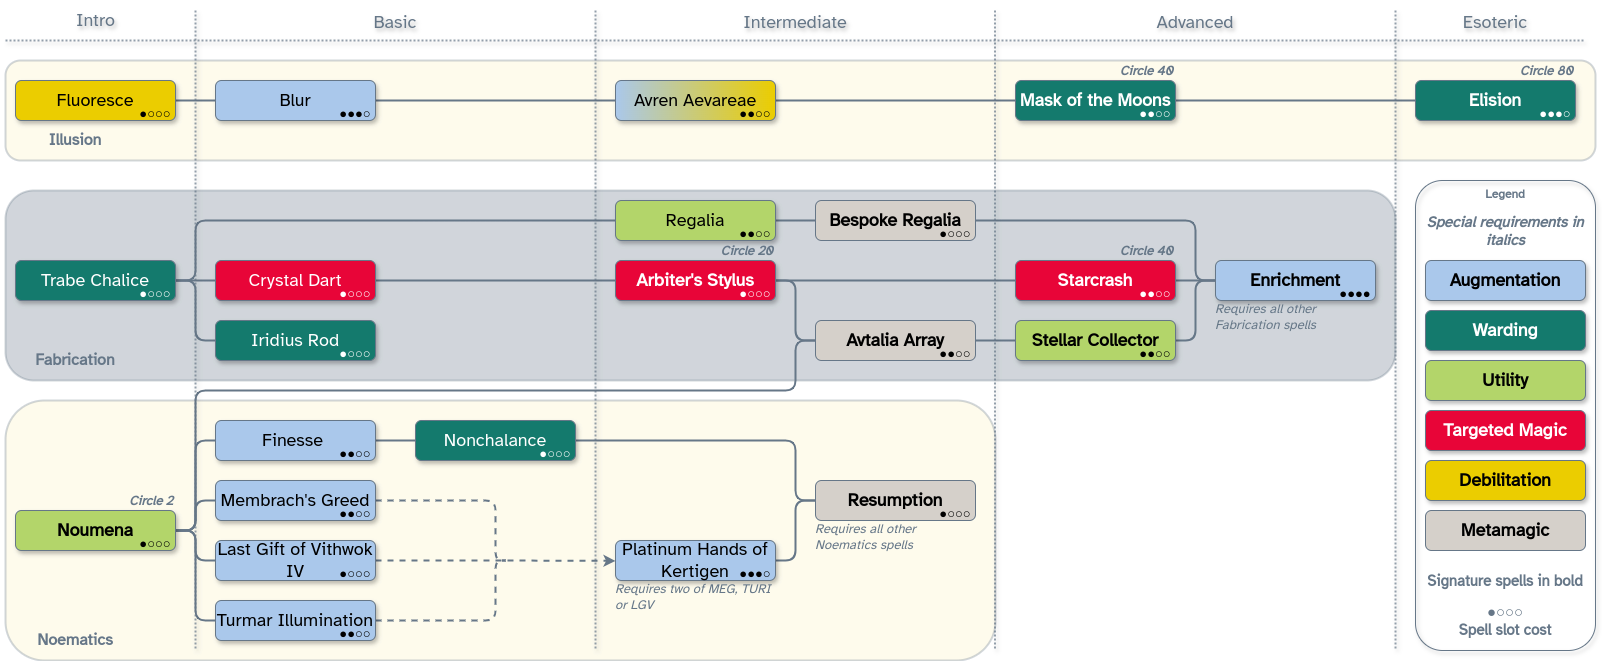 Intro
Basic
Intermediate
Advanced
Esoteric
Circle 40
Circle 80
Fluoresce
Blur
Avren Aevareae
Mask of the Moons
Elision
Illusion
Legend
Special requirements in
italics
Regalia
Bespoke Regalia
Circle 20
Circle 40
Trabe Chalice
Crystal Dart
Arbiter's Stylus
Starcrash
Enrichment
Augmentation
Requires all other
Fabrication spells
Iridius Rod
Avtalia Array
Stellar Collector
Warding
Fabrication
Utility
Finesse
Nonchalance
Targeted Magic
Circle 2
Membrach's Greed
Resumption
Debilitation
Noumena
Requires all other
Noematics spells
Metamagic
Last Gift of Vithwok
IV
Platinum Hands of
Kertigen
Requires two of MEG, TURI
or LGV
Signature spells in bold
Turmar Illumination
Noematics
Spell slot cost